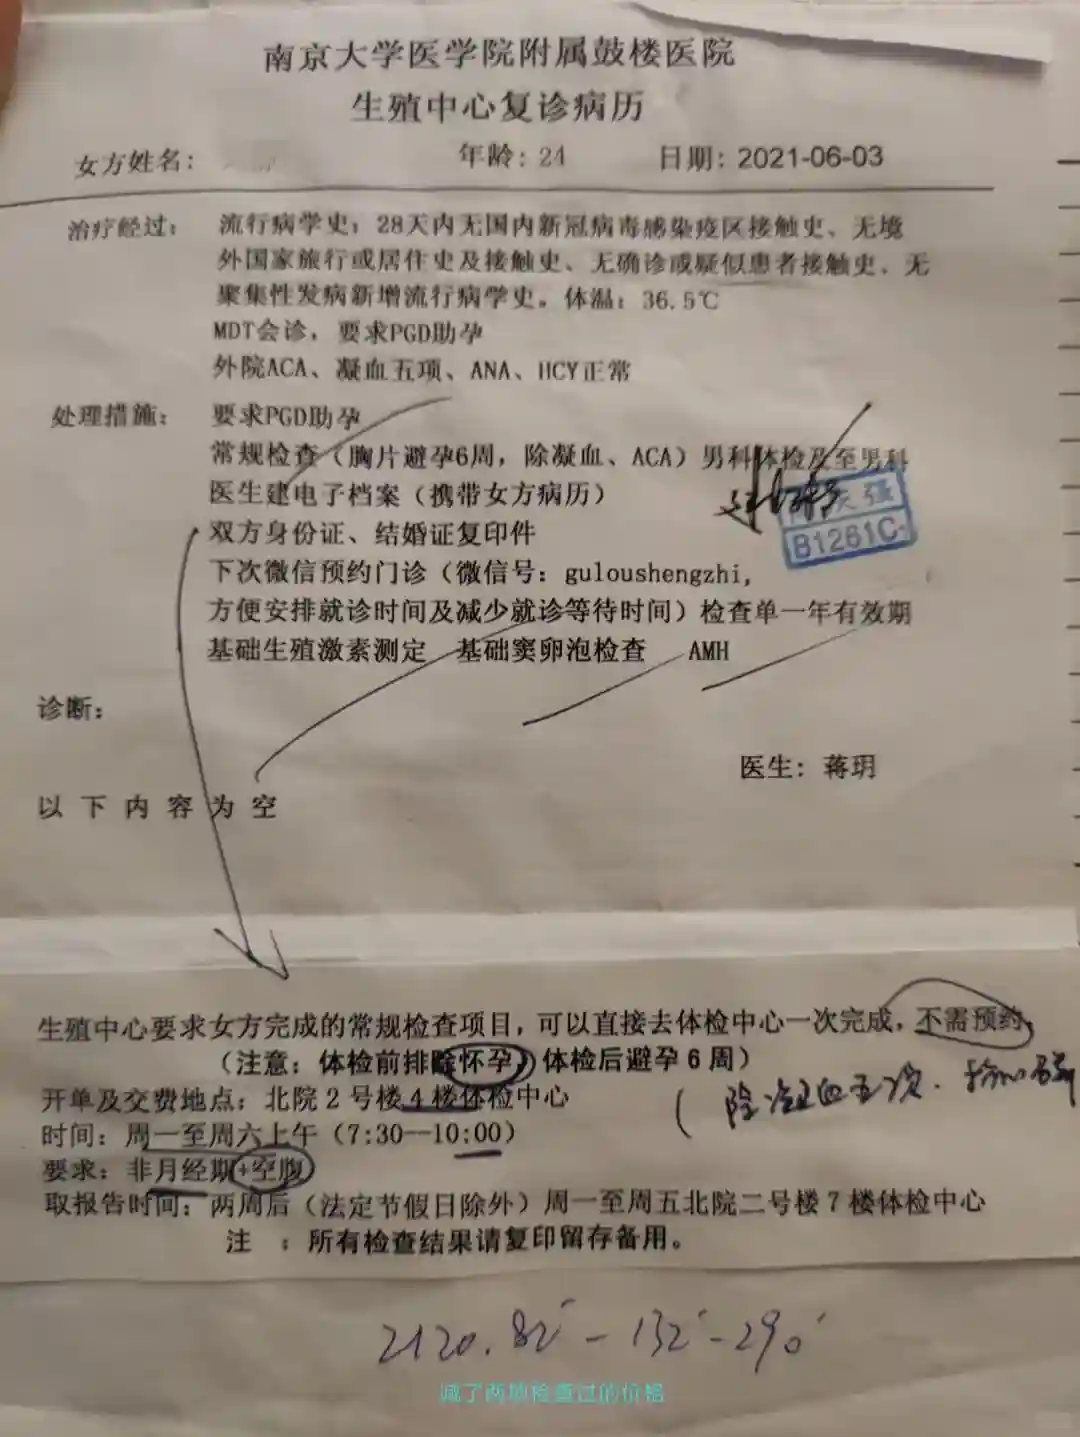 南京大学医学院附属鼓楼医院
生殖中心复诊病历
女方姓名: 年龄: 24 日期: 2021-06-03
治疗经过: 流行病学史: 28天内无国内新冠病毒感染疫区接触史、无境
外国家旅行或居住史及接触史、无确诊或疑似患者接触史、无
聚集性发病新增流行病学史。体温: 36.5℃
MDT会诊, 要求PGD助孕
外院ACA、凝血五项、ANA、HCY正常
处理措施: 要求PGD助孕
常规检查(胸片避孕6周, 除凝血、ACA)男科体检及至男科
医生建电子档案(携带女方病历)
强
B1261C
双方身份证、结婚证复印件
下次微信预约门诊(微信号: guloushengzhi,
方便安排就诊时间及减少就诊等待时间)检查单一年有效期
基础生殖激素测定 基础窦卵泡检查 AMH
诊断:
医生: 蒋玥
以下内容为空
生殖中心要求女方完成的常规检查项目, 可以直接去体检中心一次完成, 不需预约,
(注意: 体检前排除怀孕, 体检后避孕6周)
开单及交费地点: 北院2号楼4楼体检中心
(除凝血五项、
时间: 周一至周六上午(7:30--10:00)
要求: 非月经期+空腹
取报告时间: 两周后(法定节假日除外)周一至周五北院二号楼7楼体检中心
注 : 所有检查结果请复印留存备用。
2120.82-132-290
减了两项检查过的价格